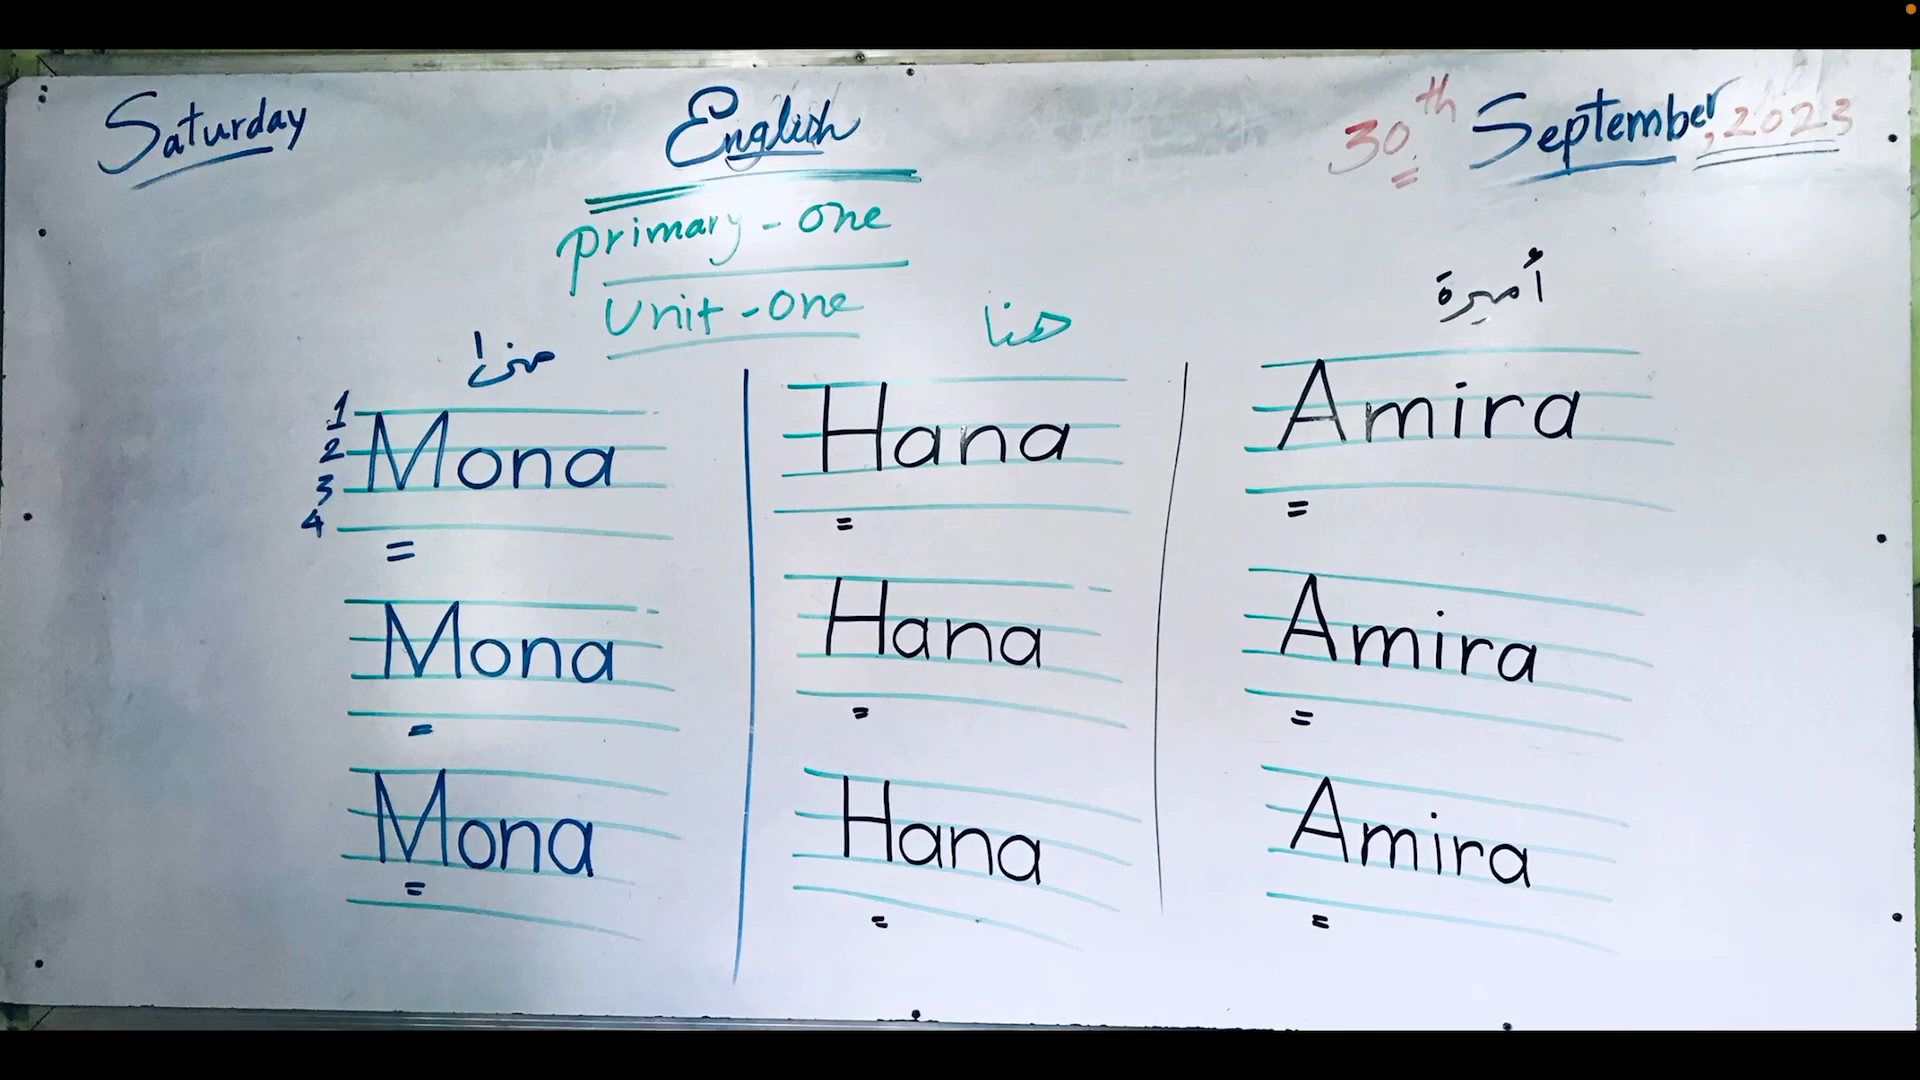 Saturday English 30th September, 2023
Primary - one
Unit - one
منى هنا أميرة
1
2
3
4
Mona Hana Amira
= = =
Mona Hana Amira
= = =
Mona Hana Amira
= = =